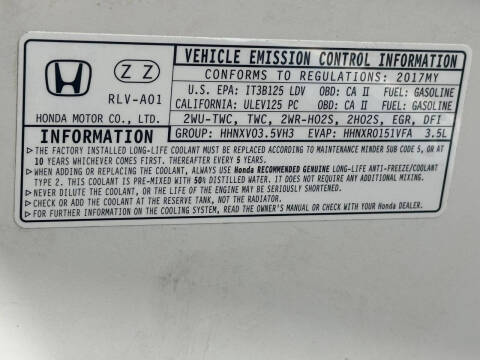 VEHICLE EMISSION CONTROL INFORMATION
Z Z
CONFORMS TO REGULATIONS: 2017MY
RLV-A01
U.S. EPA: IT3B125 LDV OBD: CA II FUEL: GASOLINE
CALIFORNIA: ULEV125 PC OBD: CA II FUEL: GASOLINE
HONDA MOTOR CO., LTD.
2WU-TWC, TWC, 2WR-HO2S, 2HO2S, EGR, DFI
INFORMATION
GROUP: HHNXV03.5VH3 EVAP: HHNXR0151VFA 3.5L
▷THE FACTORY INSTALLED LONG-LIFE COOLANT MUST BE REPLACED ACCORDING TO MAINTENANCE MINDER SUB CODE 5, OR AT
10 YEARS WHICHEVER COMES FIRST. THEREAFTER EVERY 5 YEARS.
▷WHEN ADDING OR REPLACING THE COOLANT, ALWAYS USE Honda RECOMMENDED GENUINE LONG-LIFE ANTI-FREEZE/COOLANT
TYPE 2. THIS COOLANT IS PRE-MIXED WITH 50% DISTILLED WATER. IT DOES NOT REQUIRE ANY ADDITIONAL MIXING.
▷NEVER DILUTE THE COOLANT, OR THE LIFE OF THE ENGINE MAY BE SERIOUSLY SHORTENED.
▷CHECK OR ADD THE COOLANT AT THE RESERVE TANK, NOT THE RADIATOR.
▷FOR FURTHER INFORMATION ON THE COOLING SYSTEM, READ THE OWNER'S MANUAL OR CHECK WITH YOUR Honda DEALER.